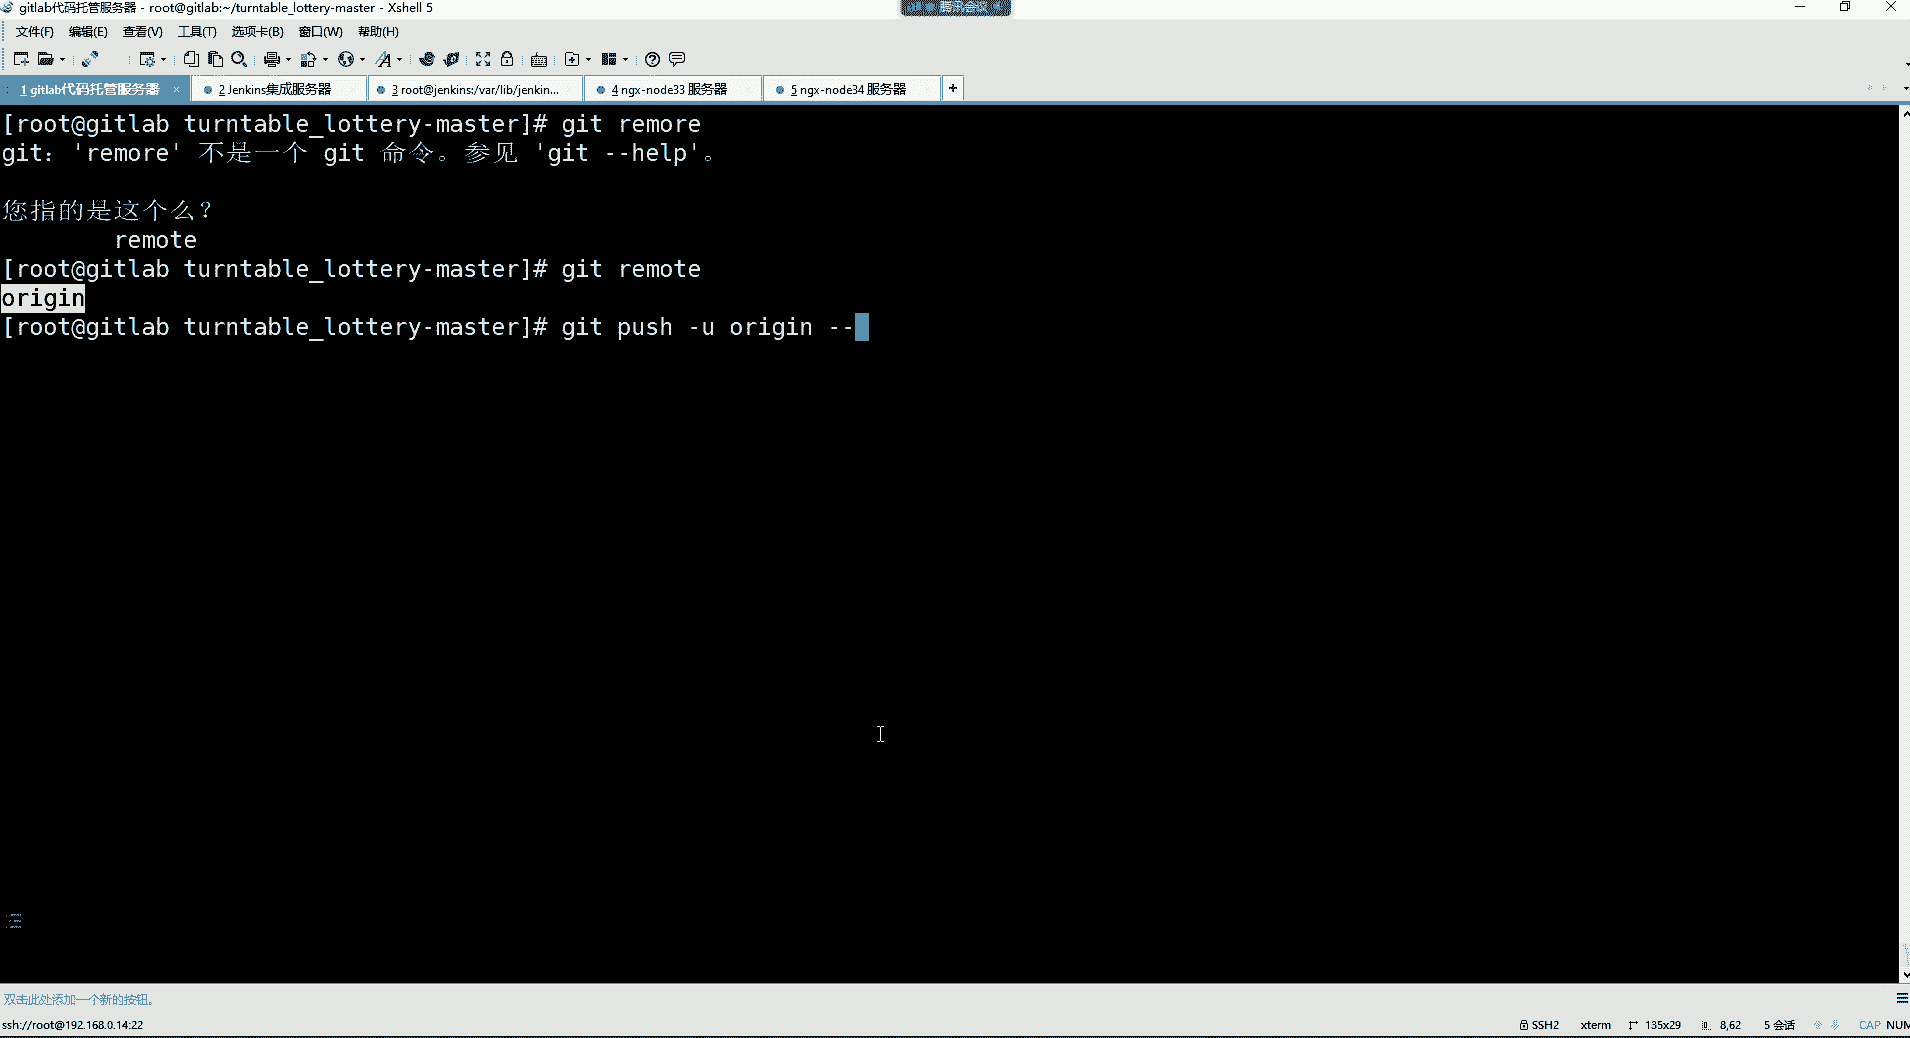 gitlab代码托管服务器 - root@gitlab:~/turntable_lottery-master - Xshell 5
腾讯会议
文件(F) 编辑(E) 查看(V) 工具(T) 选项卡(B) 窗口(W) 帮助(H)
1 gitlab代码托管服务器 × 2 Jenkins集成服务器 3 root@jenkins:/var/lib/jenkin... 4 ngx-node33 服务器 5 ngx-node34 服务器 +
[root@gitlab turntable_lottery-master]# git remore
git：'remore' 不是一个 git 命令。参见 'git --help'。
您指的是这个么？
remote
[root@gitlab turntable_lottery-master]# git remote
origin
[root@gitlab turntable_lottery-master]# git push -u origin --
双击此处添加一个新的按钮。
ssh://root@192.168.0.14:22 SSH2 xterm 135x29 8,62 5 会话 CAP NUM